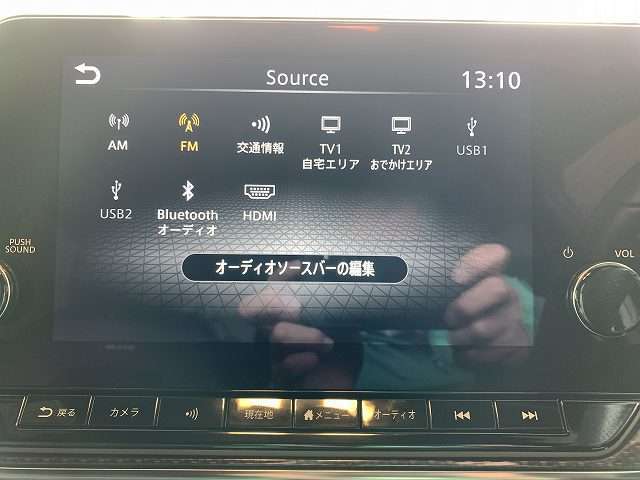 Source
13:10
AM
FM
交通情報
TV1
自宅エリア
TV2
おでかけエリア
USB1
USB2
Bluetooth
オーディオ
HDMI
PUSH
SOUND
VOL
オーディオソースバーの編集
戻る
カメラ
現在地
メニュー
オーディオ